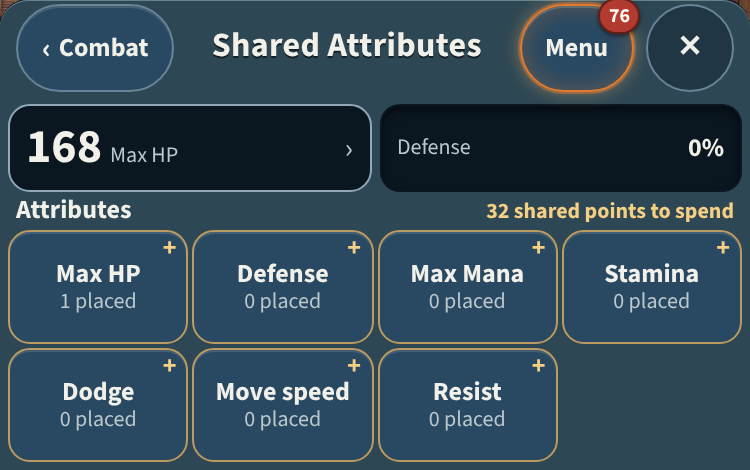 ‹ Combat
Shared Attributes
Menu
76
✕
168 Max HP ›
Defense 0%
Attributes
32 shared points to spend
+
Max HP
1 placed
+
Defense
0 placed
+
Max Mana
0 placed
+
Stamina
0 placed
+
Dodge
0 placed
+
Move speed
0 placed
+
Resist
0 placed